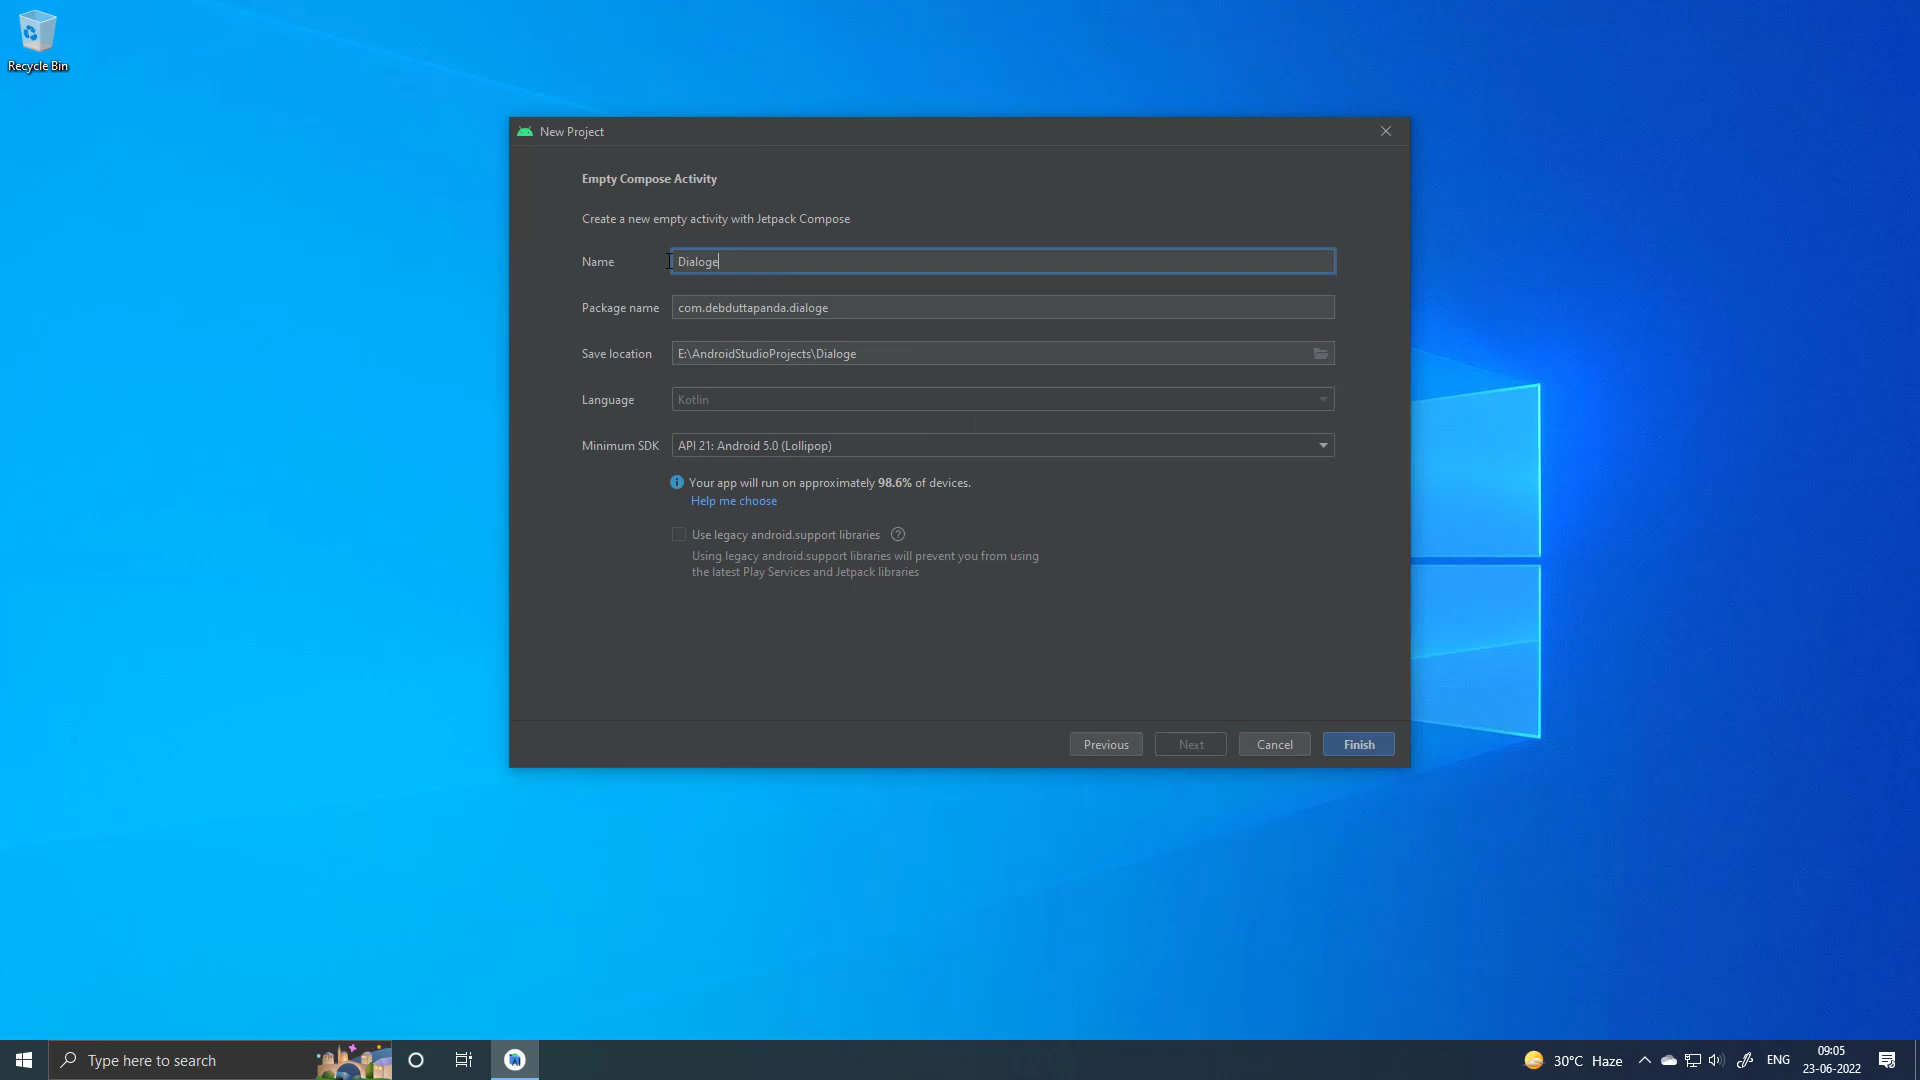 Recycle Bin
New Project
Empty Compose Activity
Create a new empty activity with Jetpack Compose
Name Dialoge
Package name com.debduttapanda.dialoge
Save location E:\AndroidStudioProjects\Dialoge
Language Kotlin
Minimum SDK API 21: Android 5.0 (Lollipop)
i Your app will run on approximately 98.6% of devices.
Help me choose
Use legacy android.support libraries ?
Using legacy android.support libraries will prevent you from using
the latest Play Services and Jetpack libraries
Previous Next Cancel Finish
Type here to search
30°C Haze
ENG
09:05
23-06-2022